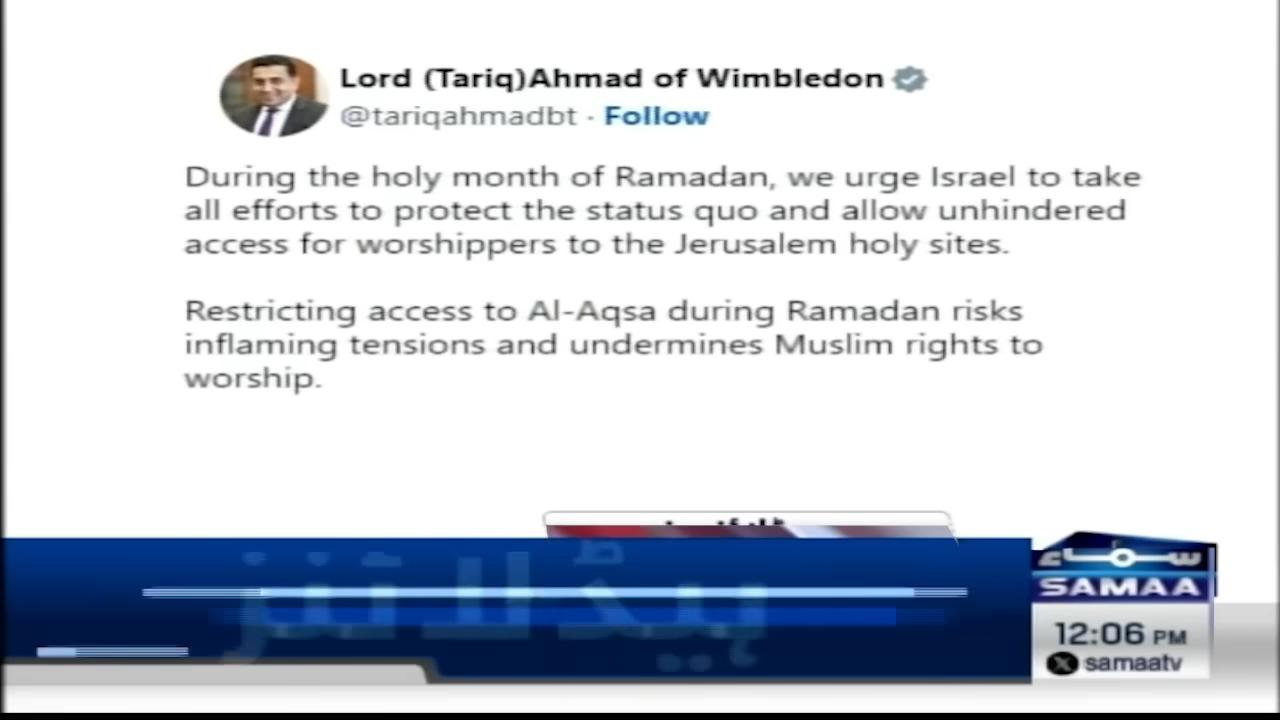 Lord (Tariq)Ahmad of Wimbledon
@tariqahmadbt · Follow
During the holy month of Ramadan, we urge Israel to take
all efforts to protect the status quo and allow unhindered
access for worshippers to the Jerusalem holy sites.
Restricting access to Al-Aqsa during Ramadan risks
inflaming tensions and undermines Muslim rights to
worship.
ہیڈلائنز
سماء
SAMAA
12:06 PM
samaatv